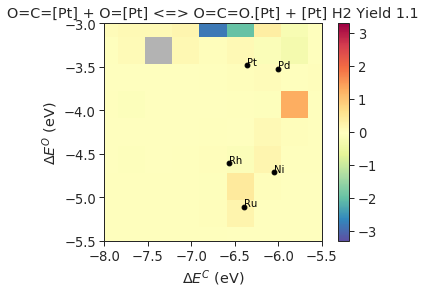 O=C=[Pt] + O=[Pt] <=> O=C=O.[Pt] + [Pt] H2 Yield 1.1
−3.0
−3.5
−4.0
−4.5
−5.0
−5.5
ΔE^O (eV)
Pt
Pd
Rh
Ni
Ru
−8.0 −7.5 −7.0 −6.5 −6.0 −5.5
ΔE^C (eV)
3
2
1
0
−1
−2
−3